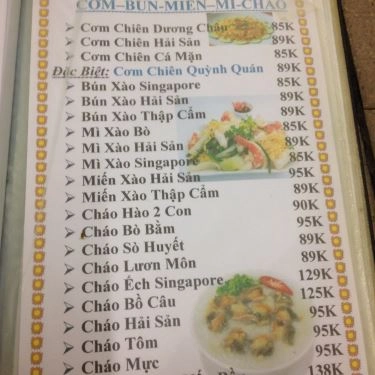 CƠM–BÚN–MIẾN–MÌ-CHÁO
Cơm Chiên Dương Châu 85K
Cơm Chiên Hải Sản 89K
Cơm Chiên Cá Mặn 85K
Đặc Biệt: Cơm Chiên Quỳnh Quán 89K
Bún Xào Singapore 85K
Bún Xào Hải Sản 89K
Bún Xào Thập Cẩm 89K
Mì Xào Bò 85K
Mì Xào Hải Sản 89K
Mì Xào Singapore 85K
Miến Xào Hải Sản 95K
Miến Xào Thập Cẩm 89K
Cháo Hào 2 Con 90K
Cháo Bò Bằm 95K
Cháo Sò Huyết 89K
Cháo Lươn Môn 95K
Cháo Ếch Singapore 129K
Cháo Bồ Câu 125K
Cháo Hải Sản 95K
Cháo Tôm 95K
Cháo Mực 95K
138K